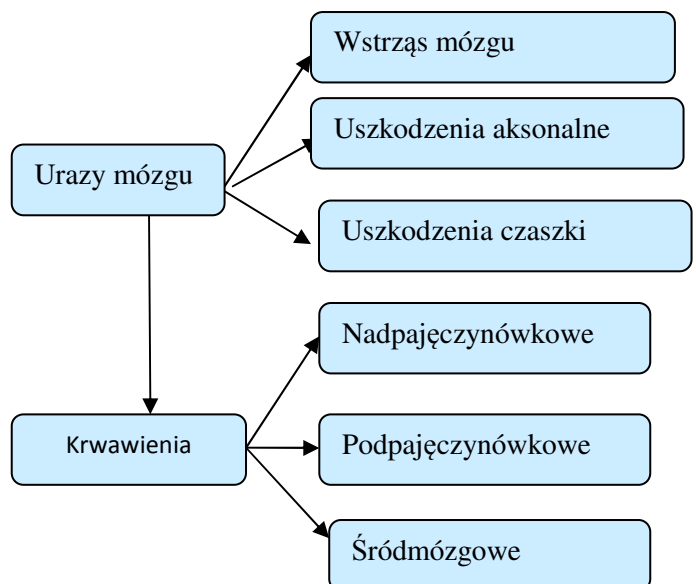 Wstrząs mózgu
Uszkodzenia aksonalne
Urazy mózgu
Uszkodzenia czaszki
Nadpajęczynówkowe
Krwawienia
Podpajęczynówkowe
Śródmózgowe